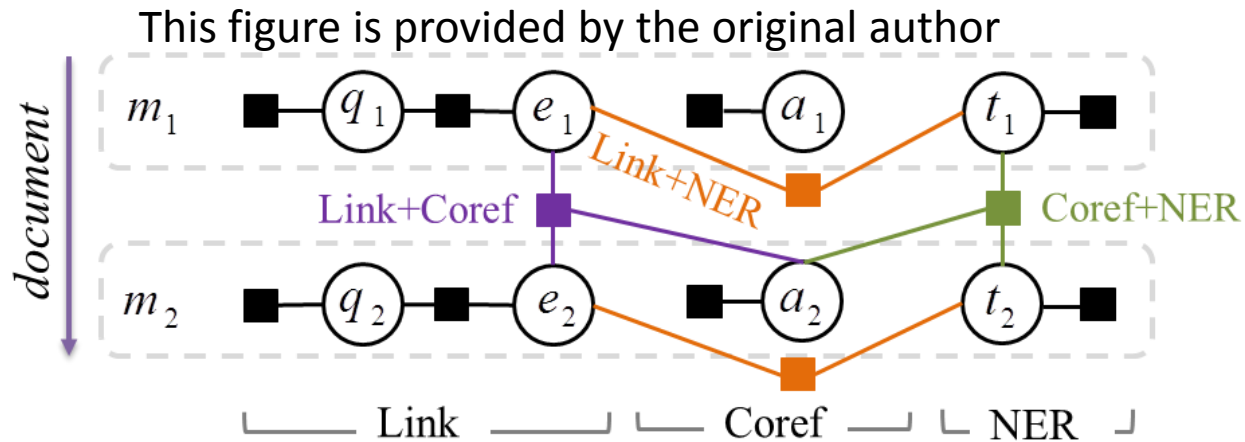 This figure is provided by the original author
document
m₁ q₁ e₁ a₁ t₁
Link+NER
Link+Coref
Coref+NER
m₂ q₂ e₂ a₂ t₂
Link Coref NER